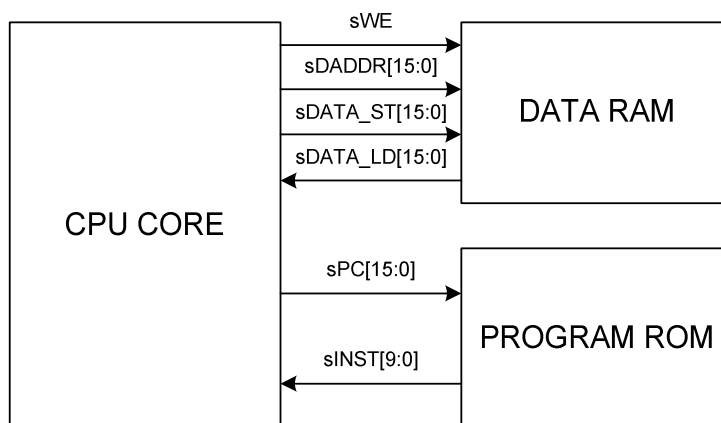 sWE
sDADDR[15:0]
sDATA_ST[15:0]
sDATA_LD[15:0]
DATA RAM
CPU CORE
sPC[15:0]
sINST[9:0]
PROGRAM ROM